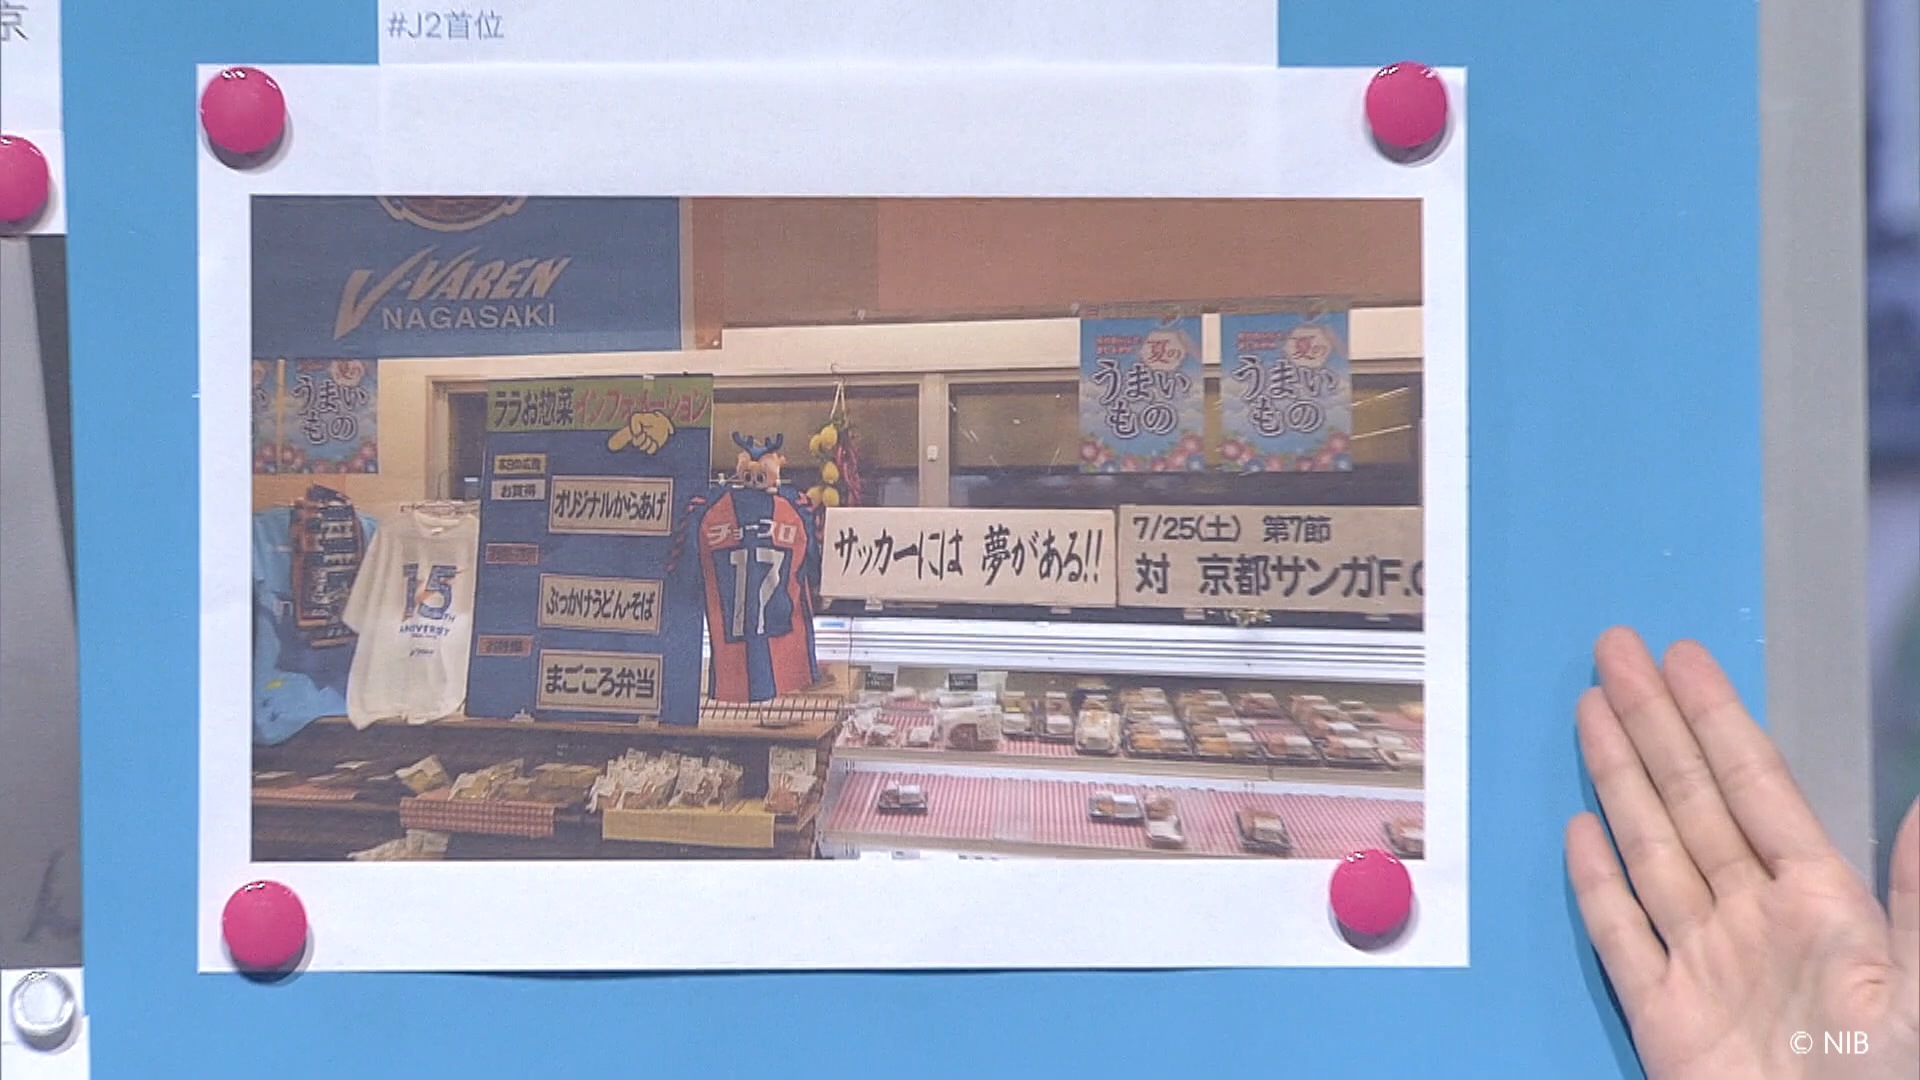 京
#J2首位
V-VAREN
NAGASAKI
夏の
うまい
もの
ララお惣菜インフォメーション
本日の広告
お買得
オリジナルからあげ
ぶっかけうどん・そば
まごころ弁当
15TH
ANIVERSITY
チョープロ
17
サッカーには 夢がある!!
7/25(土) 第7節
対 京都サンガF.C
夏の
うまい
もの
夏の
うまい
もの
© NIB